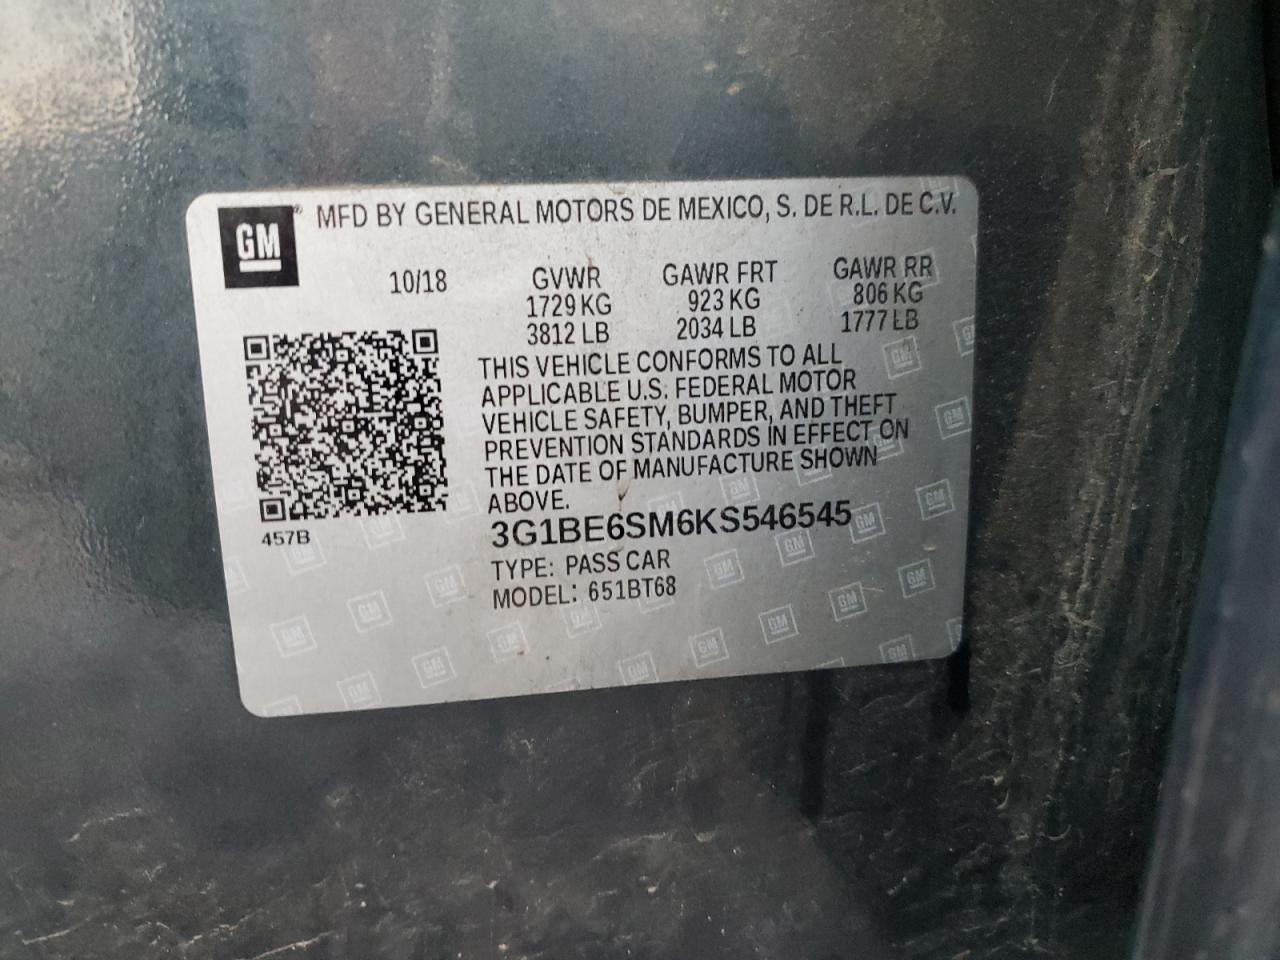 GM® MFD BY GENERAL MOTORS DE MEXICO, S. DE R.L. DE C.V.
10/18 GVWR GAWR FRT GAWR RR
1729 KG 923 KG 806 KG
3812 LB 2034 LB 1777 LB
THIS VEHICLE CONFORMS TO ALL
APPLICABLE U.S. FEDERAL MOTOR
VEHICLE SAFETY, BUMPER, AND THEFT
PREVENTION STANDARDS IN EFFECT ON
THE DATE OF MANUFACTURE SHOWN
ABOVE.
457B
3G1BE6SM6KS546545
TYPE: PASS CAR
MODEL: 651BT68